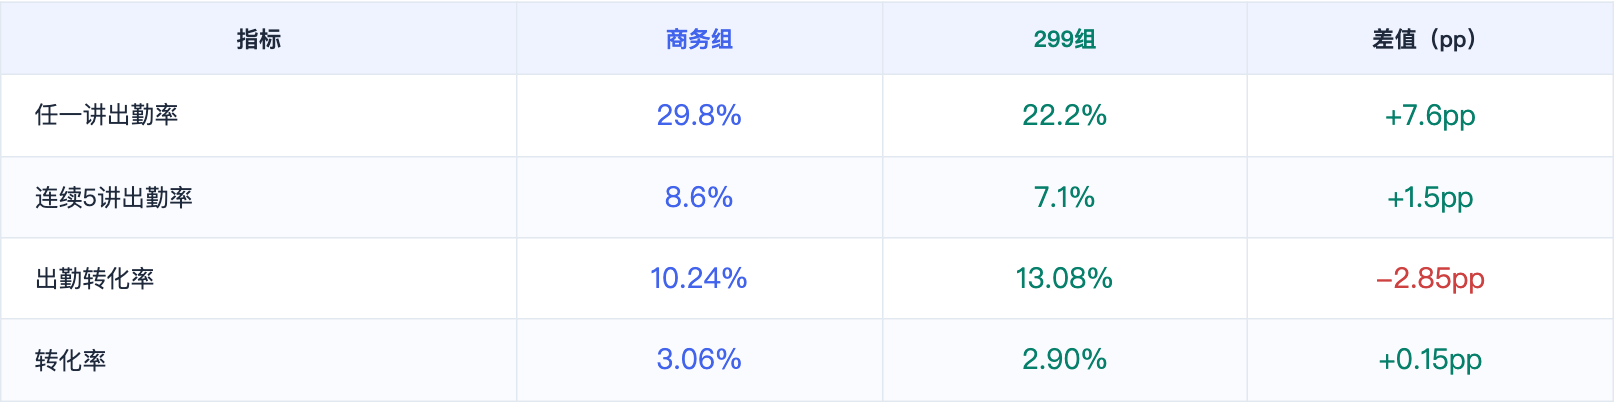 指标 商务组 299组 差值（pp）
任一讲出勤率 29.8% 22.2% +7.6pp
连续5讲出勤率 8.6% 7.1% +1.5pp
出勤转化率 10.24% 13.08% −2.85pp
转化率 3.06% 2.90% +0.15pp